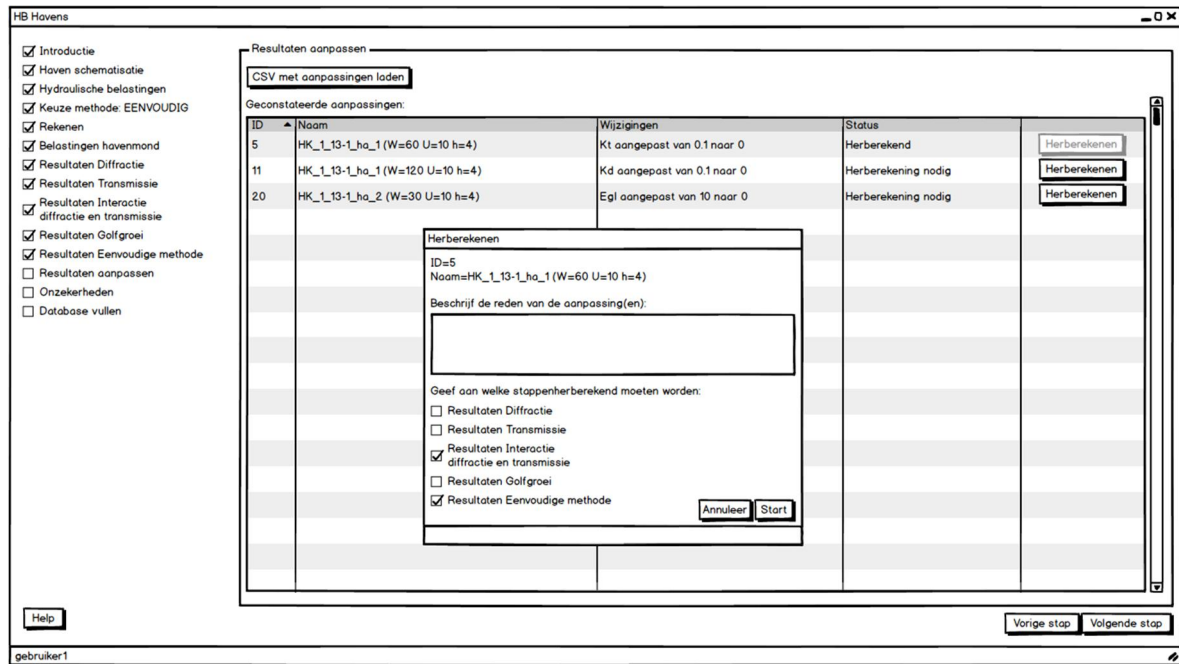 HB Havens
Introductie
Haven schematisatie
Hydraulische belastingen
Keuze methode: EENVOUDIG
Rekenen
Belastingen havenmond
Resultaten Diffractie
Resultaten Transmissie
Resultaten Interactie
diffractie en transmissie
Resultaten Golfgroei
Resultaten Eenvoudige methode
Resultaten aanpassen
Onzekerheden
Database vullen
Resultaten aanpassen
CSV met aanpassingen laden
Geconstateerde aanpassingen:
ID Naam Wijzigingen Status
5 HK_1_13-1_ha_1 (W=60 U=10 h=4) Kt aangepast van 0.1 naar 0 Herberekend Herberekenen
11 HK_1_13-1_ha_1 (W=120 U=10 h=4) Kd aangepast van 0.1 naar 0 Herberekening nodig Herberekenen
20 HK_1_13-1_ha_2 (W=30 U=10 h=4) Egl aangepast van 10 naar 0 Herberekening nodig Herberekenen
Herberekenen
ID=5
Naam=HK_1_13-1_ha_1 (W=60 U=10 h=4)
Beschrijf de reden van de aanpassing(en):
Geef aan welke stappenherberekend moeten worden:
Resultaten Diffractie
Resultaten Transmissie
Resultaten Interactie
diffractie en transmissie
Resultaten Golfgroei
Resultaten Eenvoudige methode
Annuleer Start
Help
Vorige stap Volgende stap
gebruiker1